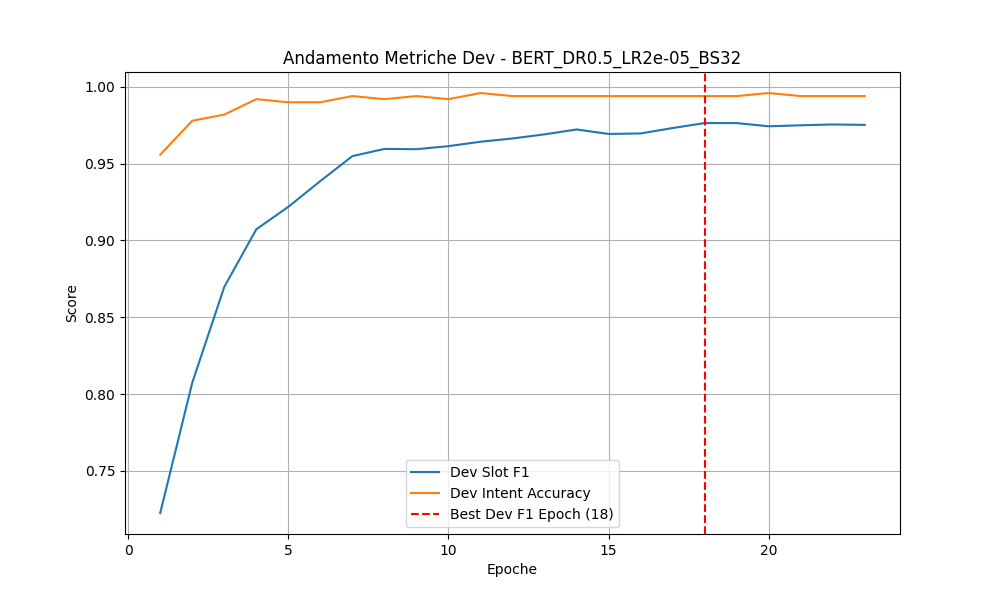 Andamento Metriche Dev - BERT_DR0.5_LR2e-05_BS32
1.00
0.95
0.90
0.85
0.80
0.75
Score
Dev Slot F1
Dev Intent Accuracy
Best Dev F1 Epoch (18)
0 5 10 15 20
Epoche